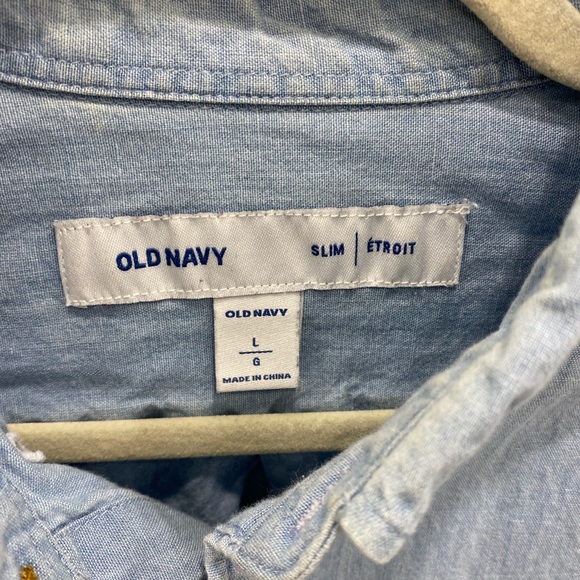 OLD NAVY SLIM | ÉTROIT
OLD NAVY
L
G
MADE IN CHINA